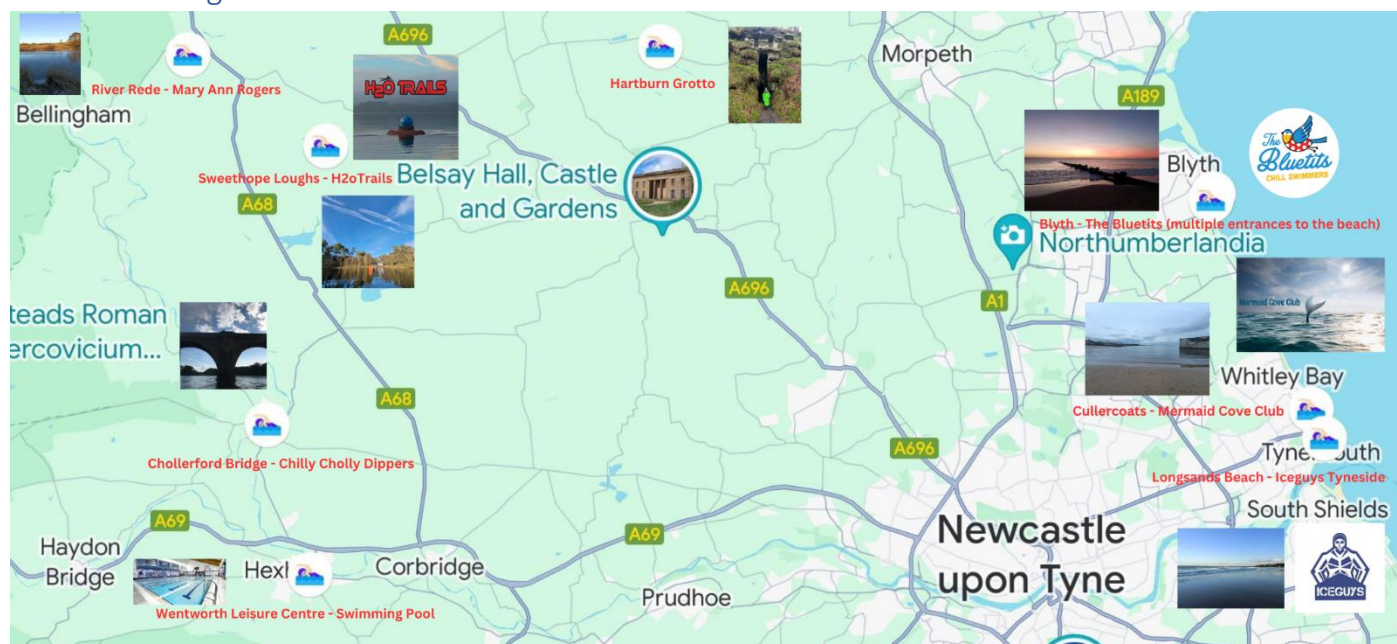 A696
Morpeth
Hartburn Grotto
River Rede - Mary Ann Rogers
Bellingham
H2O TRAILS
A189
The
Bluetits
CHILL SWIMMERS
Blyth
Sweethope Loughs - H2oTrails
Belsay Hall, Castle
and Gardens
A68
Blyth - The Bluetits (multiple entrances to the beach)
Northumberlandia
A696
A1
Mermaid Cove Club
teads Roman
ercovicium...
Whitley Bay
A68
Cullercoats - Mermaid Cove Club
A696
Chollerford Bridge - Chilly Cholly Dippers
Longsands Beach - Iceguys Tyneside
South Shields
A69
A69
Newcastle
upon Tyne
Haydon
Bridge
Corbridge
Prudhoe
ICEGUYS
Wentworth Leisure Centre - Swimming Pool